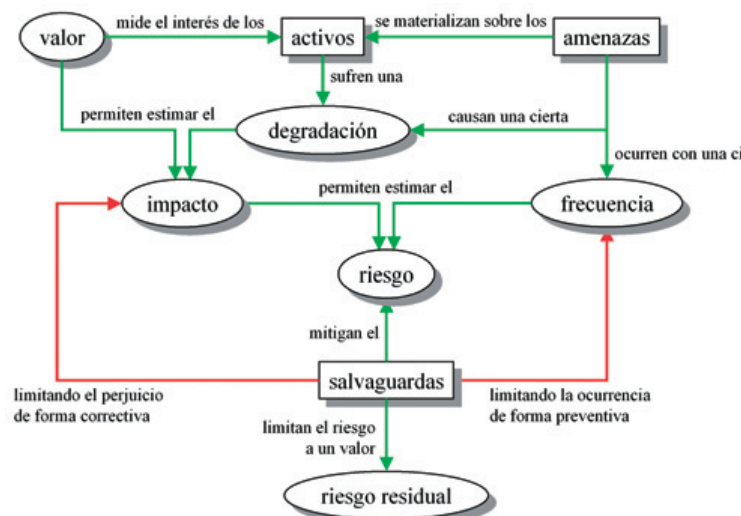 valor
mide el interés de los
activos
se materializan sobre los
amenazas
sufren una
permiten estimar el
degradación
causan una cierta
ocurren con una
impacto
permiten estimar el
frecuencia
riesgo
mitigan el
salvaguardas
limitando el perjuicio
de forma correctiva
limitando la ocurrencia
de forma preventiva
limitan el riesgo
a un valor
riesgo residual